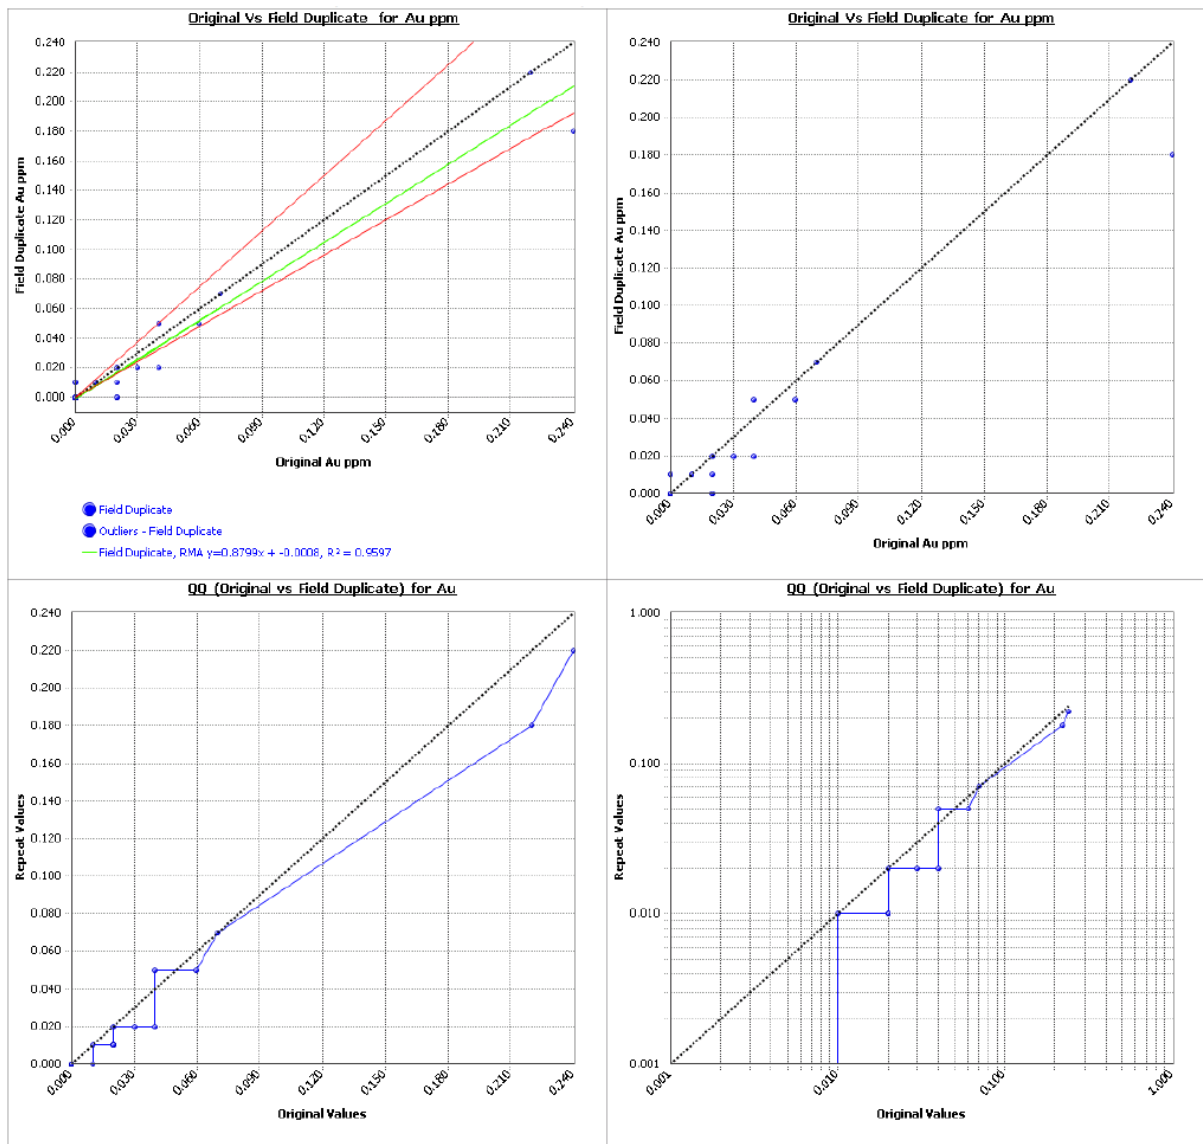 Original Vs Field Duplicate for Au ppm
0.240
0.220
0.200
0.180
0.160
0.140
0.120
0.100
0.080
0.060
0.040
0.020
0.000
Field Duplicate Au ppm
0.000 0.030 0.060 0.090 0.120 0.150 0.180 0.210 0.240
Original Au ppm
Field Duplicate
Outliers - Field Duplicate
Field Duplicate, RMA y=0.8799x + -0.0008, R² = 0.9597
Original Vs Field Duplicate for Au ppm
0.240
0.220
0.200
0.180
0.160
0.140
0.120
0.100
0.080
0.060
0.040
0.020
0.000
Field Duplicate Au ppm
0.000 0.030 0.060 0.090 0.120 0.150 0.180 0.210 0.240
Original Au ppm
QQ (Original vs Field Duplicate) for Au
0.240
0.220
0.200
0.180
0.160
0.140
0.120
0.100
0.080
0.060
0.040
0.020
0.000
Repeat Values
0.000 0.030 0.060 0.090 0.120 0.150 0.180 0.210 0.240
Original Values
QQ (Original vs Field Duplicate) for Au
1.000
0.100
0.010
0.001
Repeat Values
0.001 0.010 0.100 1.000
Original Values